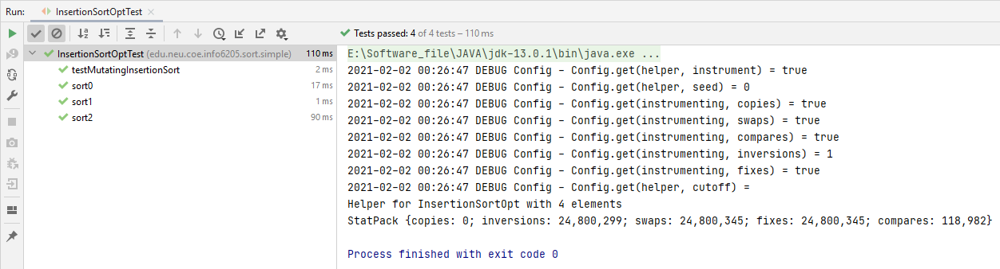 Run: InsertionSortOptTest
Tests passed: 4 of 4 tests – 110 ms
InsertionSortOptTest (edu.neu.coe.info6205.sort.simple) 110 ms
testMutatingInsertionSort 2 ms
sort0 17 ms
sort1 1 ms
sort2 90 ms
E:\Software_file\JAVA\jdk-13.0.1\bin\java.exe ...
2021-02-02 00:26:47 DEBUG Config - Config.get(helper, instrument) = true
2021-02-02 00:26:47 DEBUG Config - Config.get(helper, seed) = 0
2021-02-02 00:26:47 DEBUG Config - Config.get(instrumenting, copies) = true
2021-02-02 00:26:47 DEBUG Config - Config.get(instrumenting, swaps) = true
2021-02-02 00:26:47 DEBUG Config - Config.get(instrumenting, compares) = true
2021-02-02 00:26:47 DEBUG Config - Config.get(instrumenting, inversions) = 1
2021-02-02 00:26:47 DEBUG Config - Config.get(instrumenting, fixes) = true
2021-02-02 00:26:47 DEBUG Config - Config.get(helper, cutoff) =
Helper for InsertionSortOpt with 4 elements
StatPack {copies: 0; inversions: 24,800,299; swaps: 24,800,345; fixes: 24,800,345; compares: 118,982}
Process finished with exit code 0